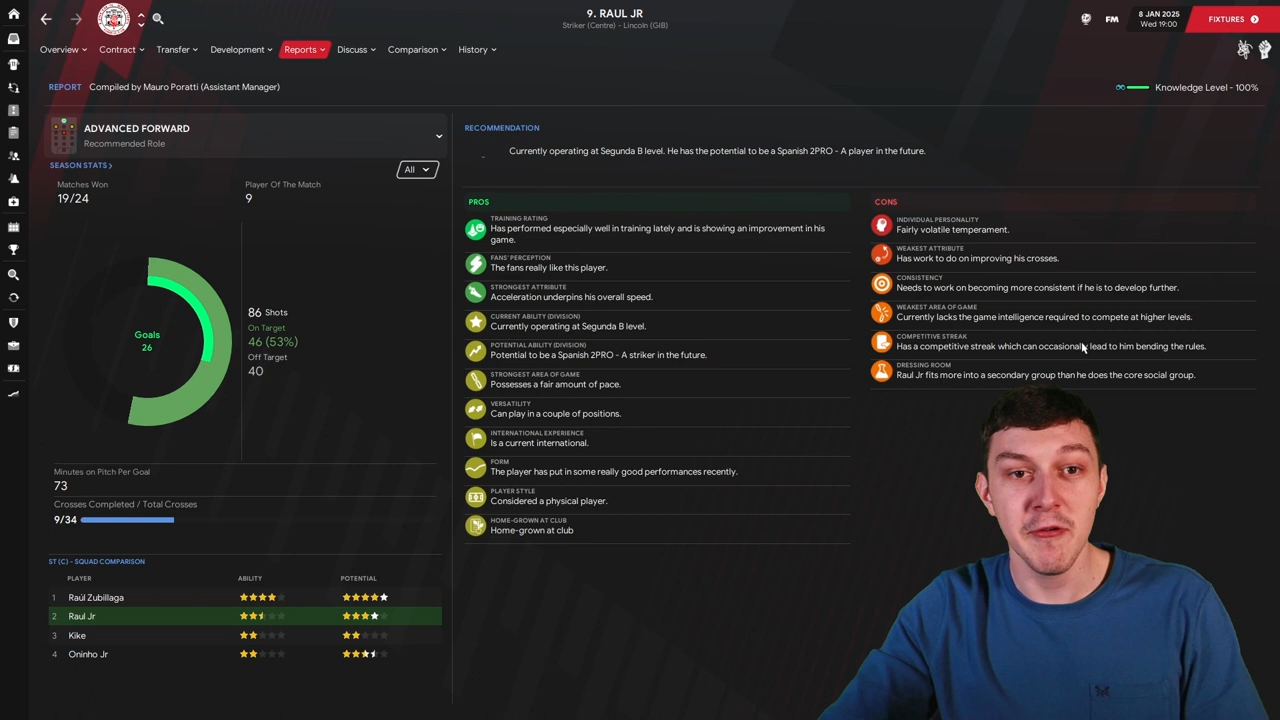 9. RAUL JR
Striker (Centre) - Lincoln (GIB)
FM
8 JAN 2025
Wed 19:00
FIXTURES
Overview
Contract
Transfer
Development
Reports
Discuss
Comparison
History
REPORT Compiled by Mauro Poratti (Assistant Manager)
Knowledge Level - 100%
ADVANCED FORWARD
Recommended Role
SEASON STATS
All
Matches Won
19/24
Player Of The Match
9
Goals
26
86 Shots
On Target
46 (53%)
Off Target
40
Minutes on Pitch Per Goal
73
Crosses Completed / Total Crosses
9/34
ST (C) - SQUAD COMPARISON
PLAYER ABILITY POTENTIAL
1 Raúl Zubillaga
2 Raul Jr
3 Kike
4 Oninho Jr
RECOMMENDATION
- Currently operating at Segunda B level. He has the potential to be a Spanish 2PRO - A player in the future.
PROS
TRAINING RATING
Has performed especially well in training lately and is showing an improvement in his
game.
FANS' PERCEPTION
The fans really like this player.
STRONGEST ATTRIBUTE
Acceleration underpins his overall speed.
CURRENT ABILITY (DIVISION)
Currently operating at Segunda B level.
POTENTIAL ABILITY (DIVISION)
Potential to be a Spanish 2PRO - A striker in the future.
STRONGEST AREA OF GAME
Possesses a fair amount of pace.
VERSATILITY
Can play in a couple of positions.
INTERNATIONAL EXPERIENCE
Is a current international.
FORM
The player has put in some really good performances recently.
PLAYER STYLE
Considered a physical player.
HOME-GROWN AT CLUB
Home-grown at club
CONS
INDIVIDUAL PERSONALITY
Fairly volatile temperament.
WEAKEST ATTRIBUTE
Has work to do on improving his crosses.
CONSISTENCY
Needs to work on becoming more consistent if he is to develop further.
WEAKEST AREA OF GAME
Currently lacks the game intelligence required to compete at higher levels.
COMPETITIVE STREAK
Has a competitive streak which can occasionally lead to him bending the rules.
DRESSING ROOM
Raul Jr fits more into a secondary group than he does the core social group.